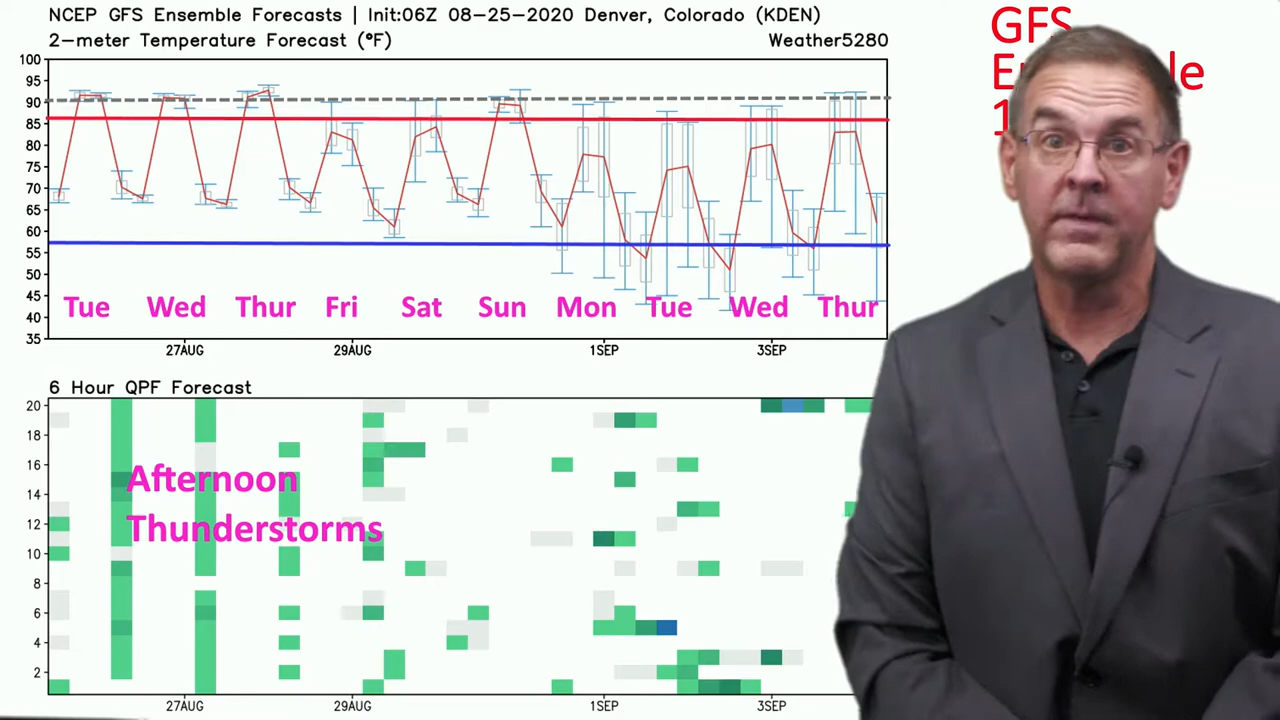 NCEP GFS Ensemble Forecasts | Init:06Z 08-25-2020 Denver, Colorado (KDEN)
2-meter Temperature Forecast (°F)
Weather5280
GFS
100
95
90
85
80
75
70
65
60
55
50
45
40
35
Tue Wed Thur Fri Sat Sun Mon Tue Wed Thur
27AUG 29AUG 1SEP 3SEP
6 Hour QPF Forecast
20
18
16
14
12
10
8
6
4
2
Afternoon
Thunderstorms
27AUG 29AUG 1SEP 3SEP